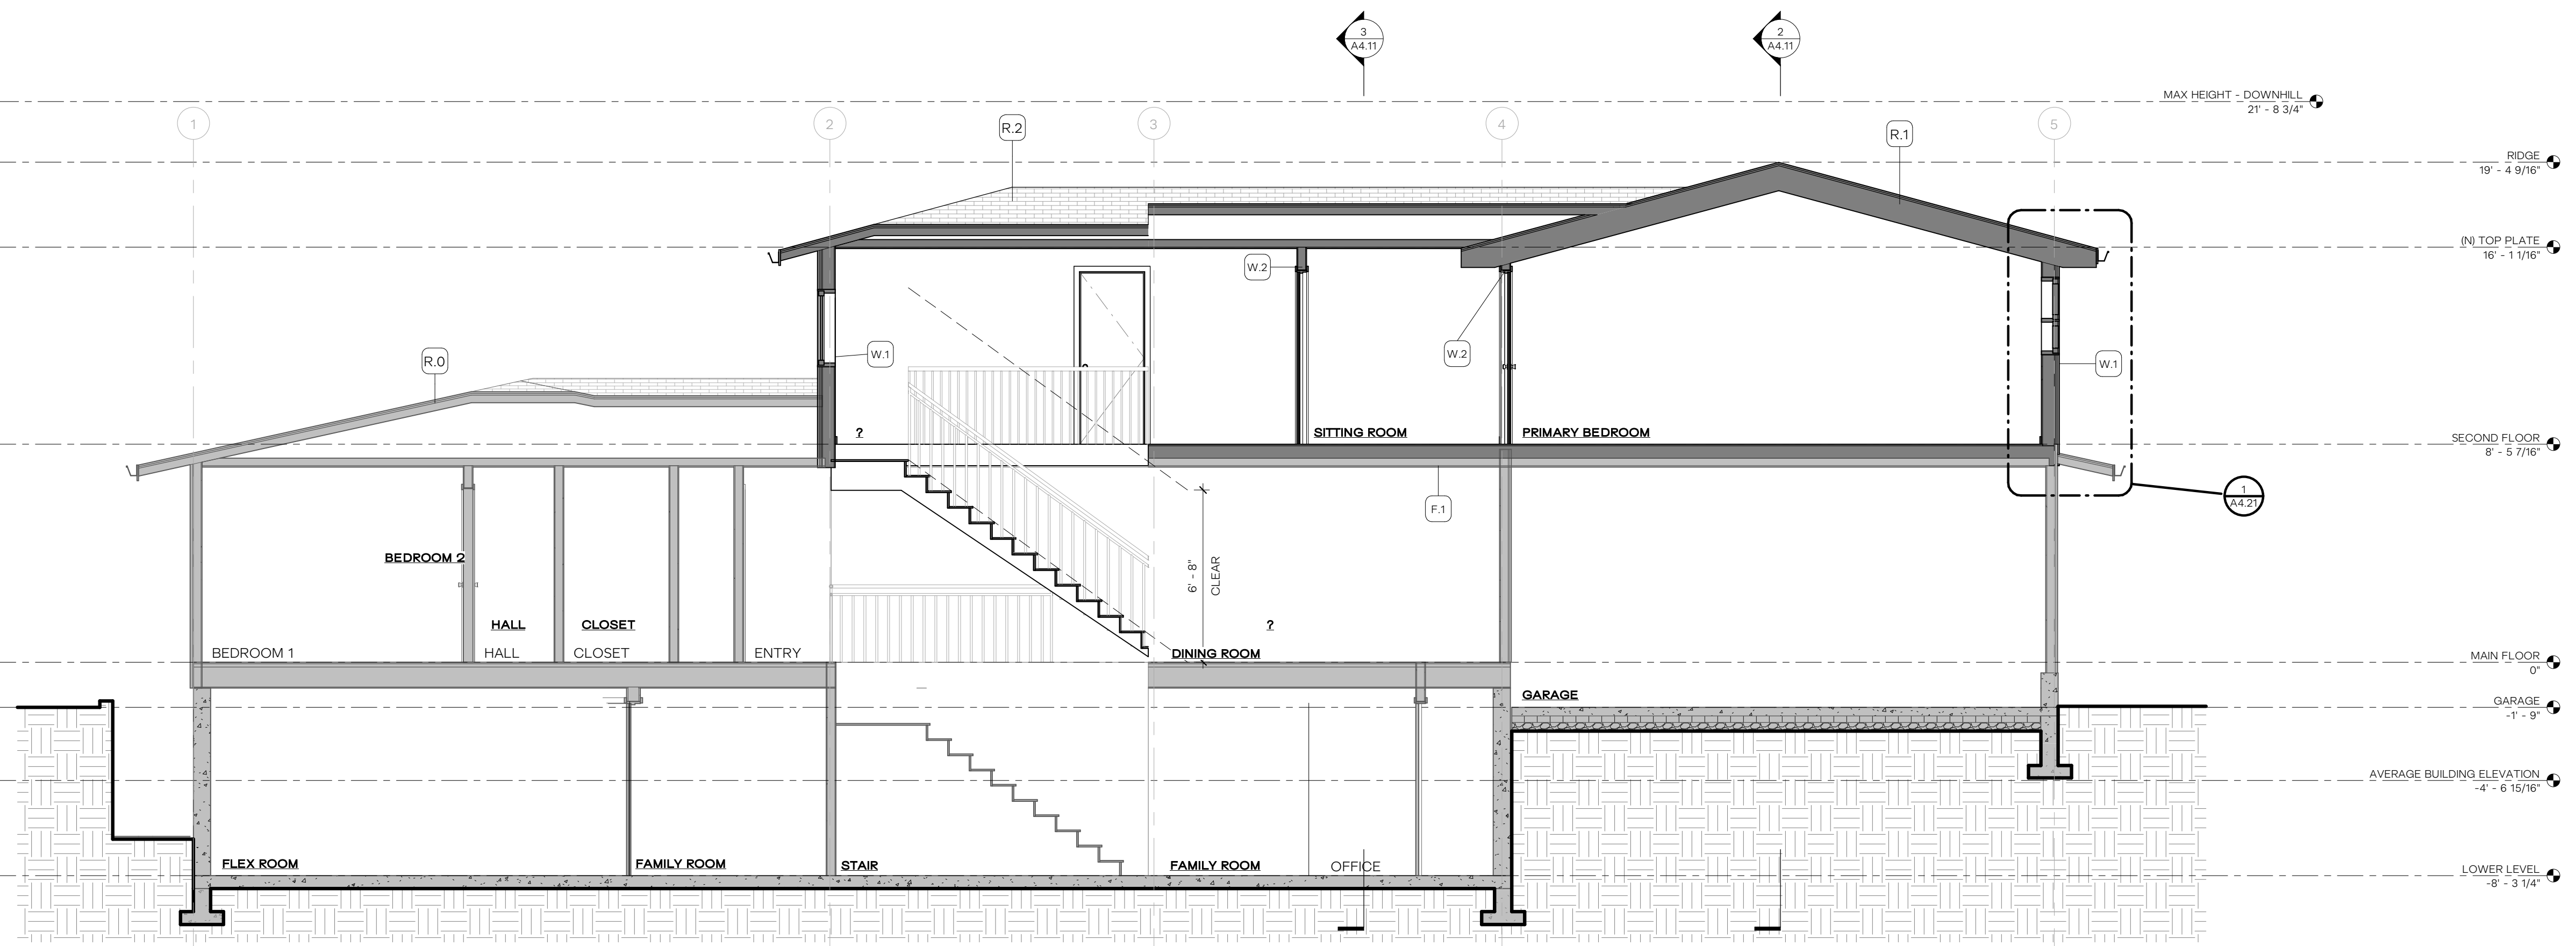 3
A4.11
2
A4.11
MAX HEIGHT - DOWNHILL
21' - 8 3/4"
1
2
3
4
5
R.2
R.1
RIDGE
19' - 4 9/16"
(N) TOP PLATE
16' - 1 1/16"
W.2
W.1
W.2
W.1
R.0
?
SITTING ROOM
PRIMARY BEDROOM
SECOND FLOOR
8' - 5 7/16"
1
A4.21
F.1
BEDROOM 2
6' - 8"
CLEAR
HALL
CLOSET
?
BEDROOM 1
HALL
CLOSET
ENTRY
DINING ROOM
MAIN FLOOR
0"
GARAGE
GARAGE
-1' - 9"
AVERAGE BUILDING ELEVATION
-4' - 6 15/16"
FLEX ROOM
FAMILY ROOM
STAIR
FAMILY ROOM
OFFICE
LOWER LEVEL
-8' - 3 1/4"